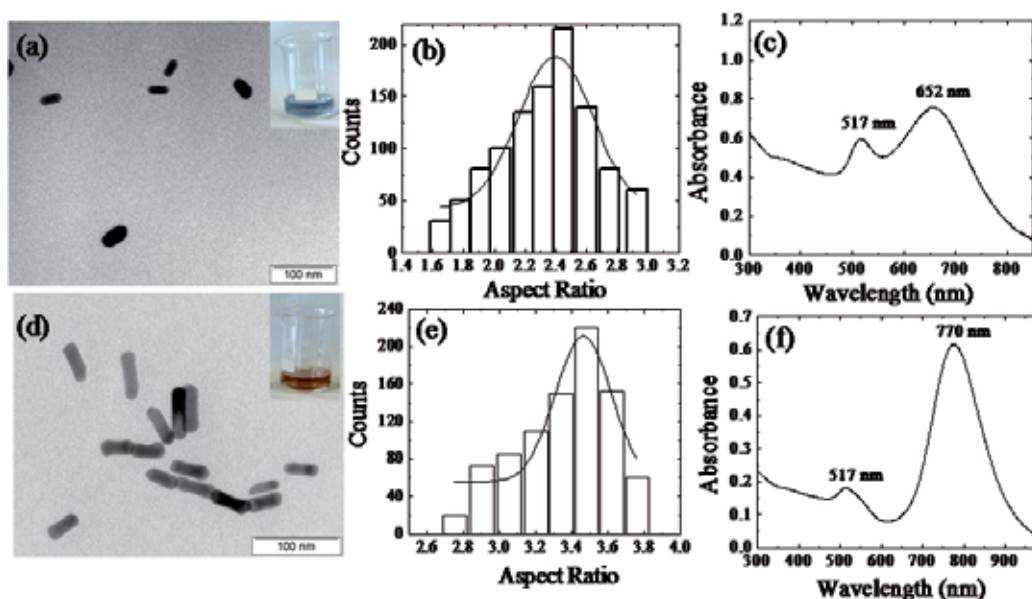 (a)
100 nm
(b)
Counts
200
150
100
50
0
1.4 1.6 1.8 2.0 2.2 2.4 2.6 2.8 3.0 3.2
Aspect Ratio
(c)
Absorbance
1.2
1.0
0.8
0.6
0.4
0.2
0.0
517 nm
652 nm
300 400 500 600 700 800
Wavelength (nm)
(d)
100 nm
(e)
Counts
240
200
160
120
80
40
0
2.6 2.8 3.0 3.2 3.4 3.6 3.8 4.0
Aspect Ratio
(f)
Absorbance
0.7
0.6
0.5
0.4
0.3
0.2
0.1
0.0
517 nm
770 nm
300 400 500 600 700 800 900
Wavelength (nm)